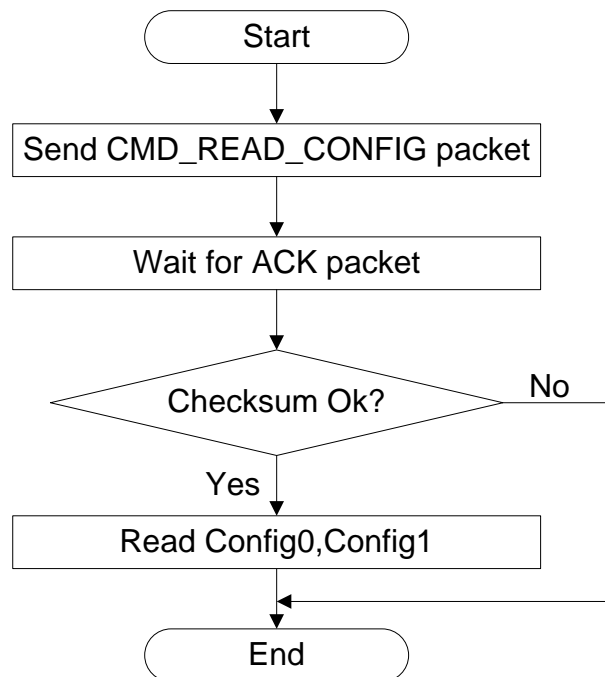 Start
Send CMD_READ_CONFIG packet
Wait for ACK packet
Checksum Ok?
No
Yes
Read Config0,Config1
End